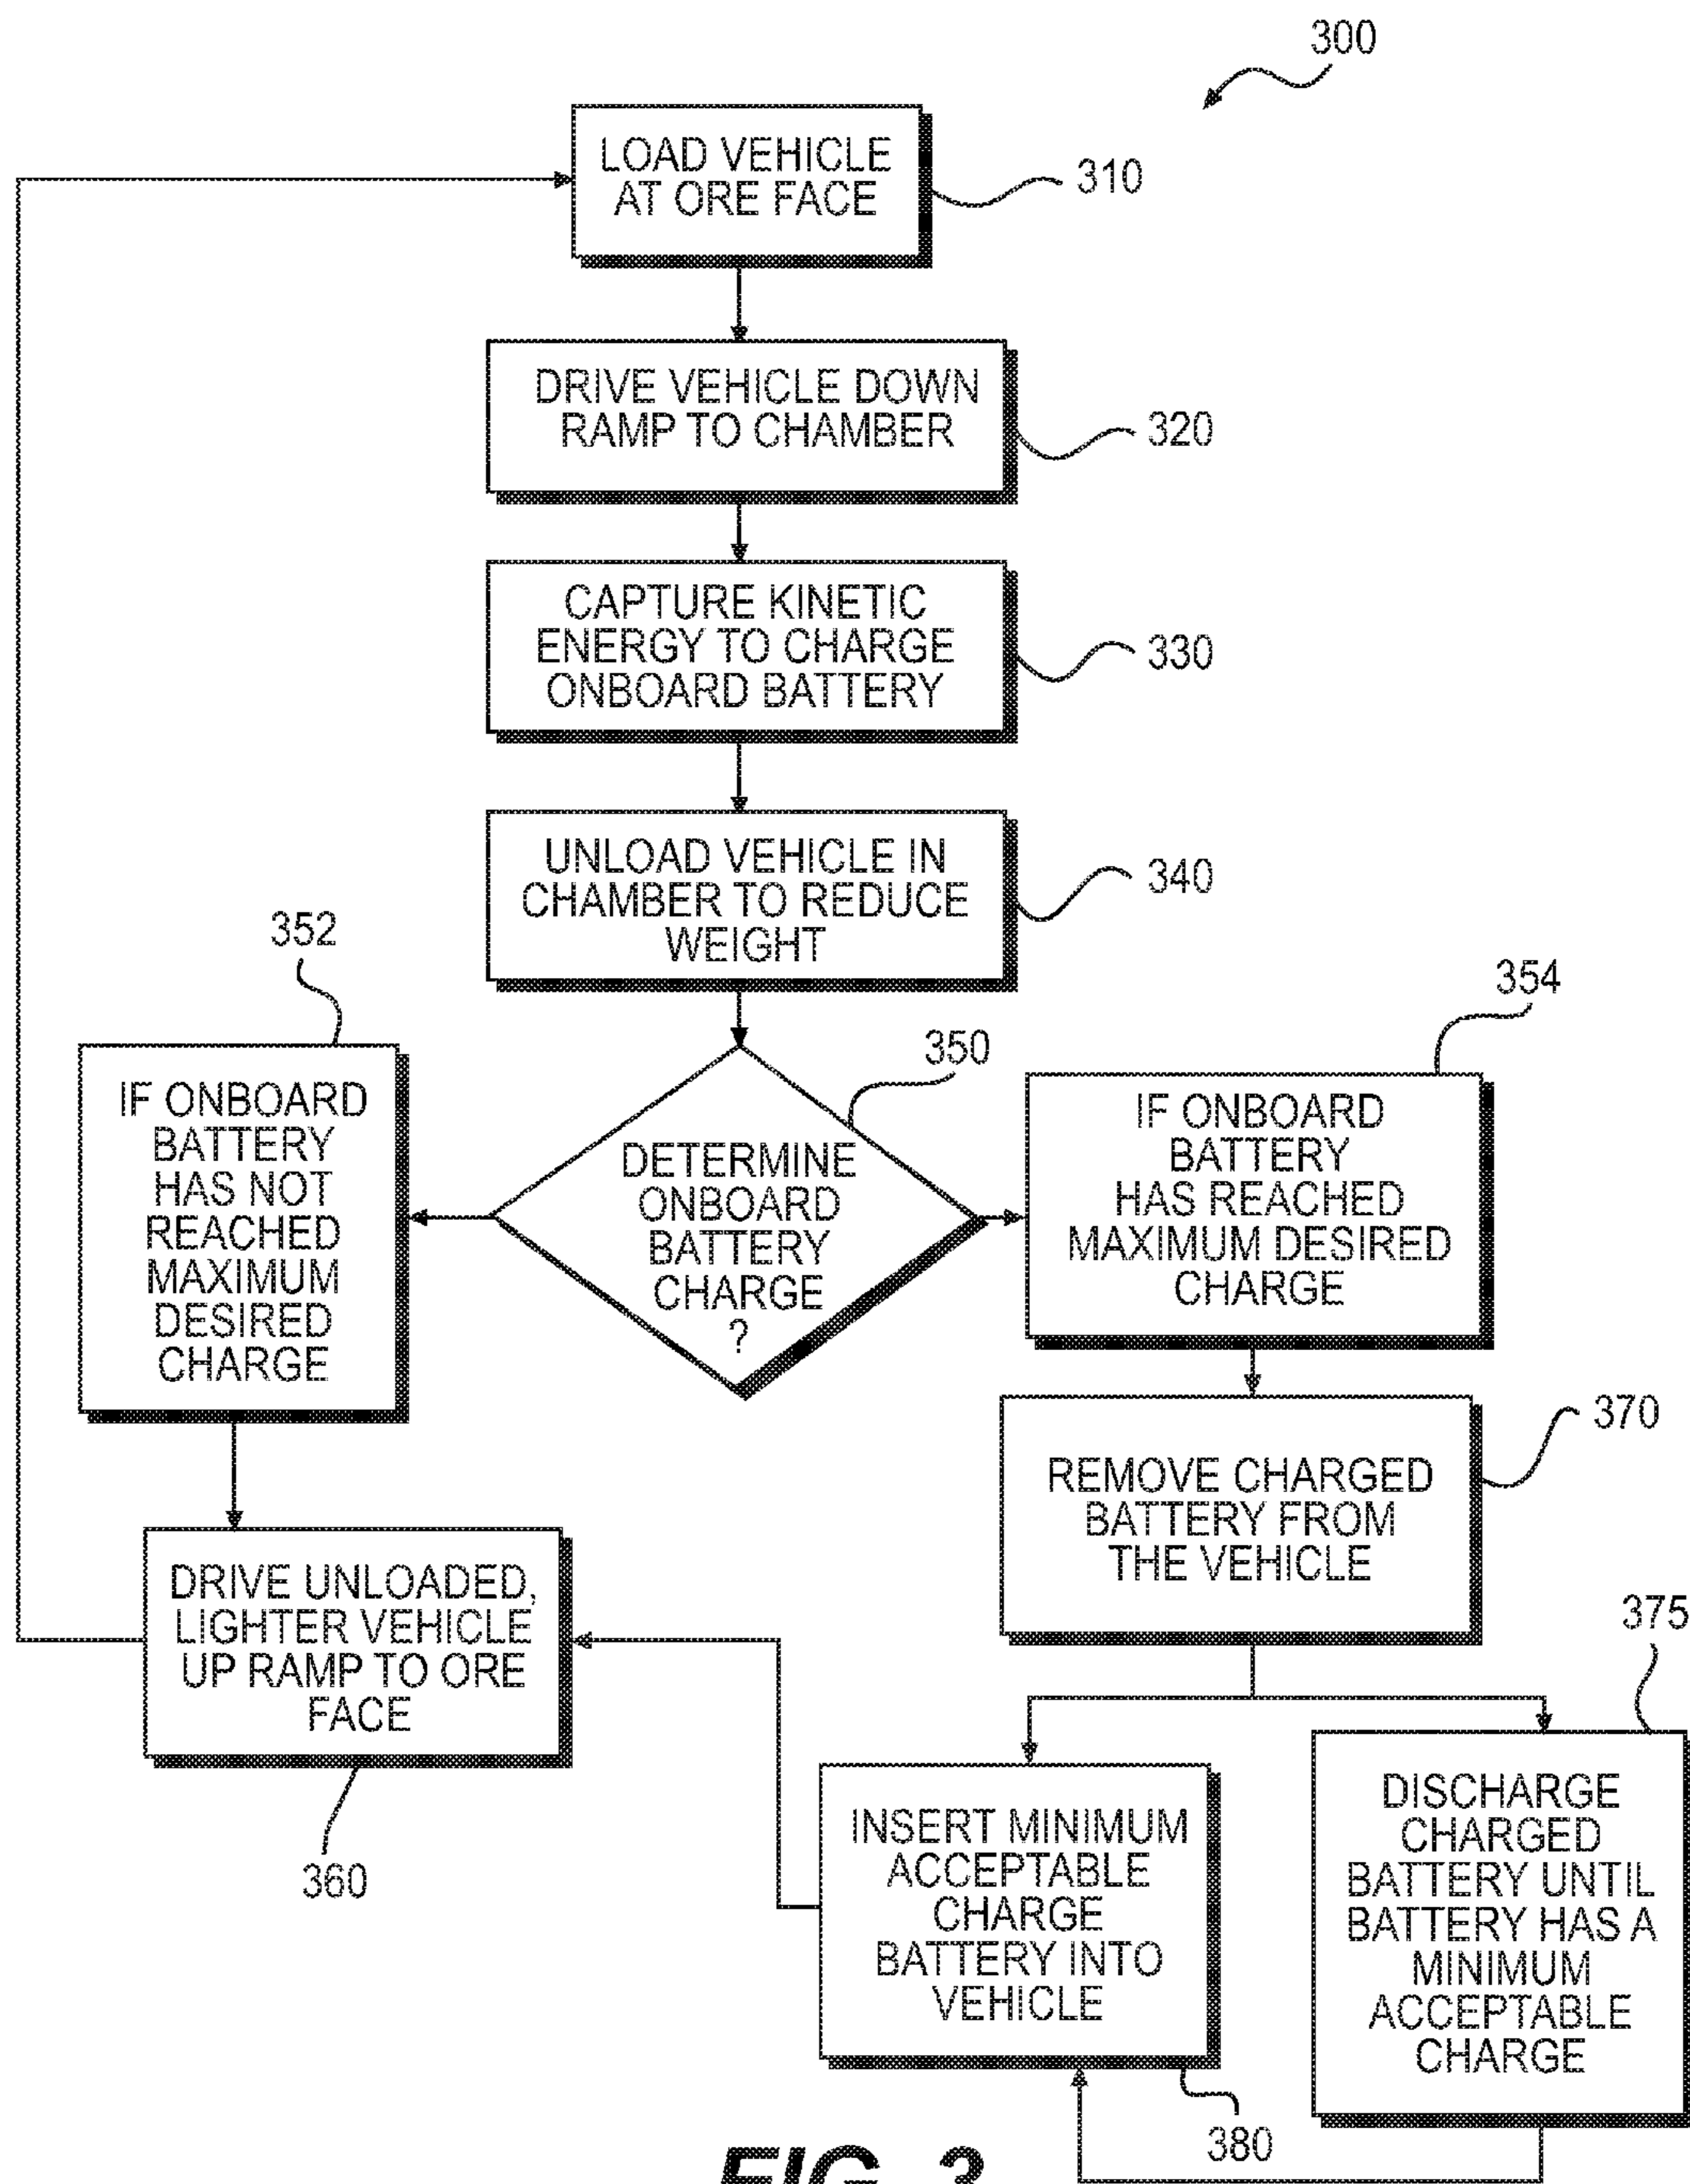 300
LOAD VEHICLE
AT ORE FACE
310
DRIVE VEHICLE DOWN
RAMP TO CHAMBER
320
CAPTURE KINETIC
ENERGY TO CHARGE
ONBOARD BATTERY
330
UNLOAD VEHICLE IN
CHAMBER TO REDUCE
WEIGHT
340
352
IF ONBOARD
BATTERY
HAS NOT
REACHED
MAXIMUM
DESIRED
CHARGE
350
DETERMINE
ONBOARD
BATTERY
CHARGE
?
354
IF ONBOARD
BATTERY
HAS REACHED
MAXIMUM DESIRED
CHARGE
370
REMOVE CHARGED
BATTERY FROM
THE VEHICLE
DRIVE UNLOADED,
LIGHTER VEHICLE
UP RAMP TO ORE
FACE
360
375
INSERT MINIMUM
ACCEPTABLE
CHARGE
BATTERY INTO
VEHICLE
380
DISCHARGE
CHARGED
BATTERY UNTIL
BATTERY HAS A
MINIMUM
ACCEPTABLE
CHARGE
FIG. 3